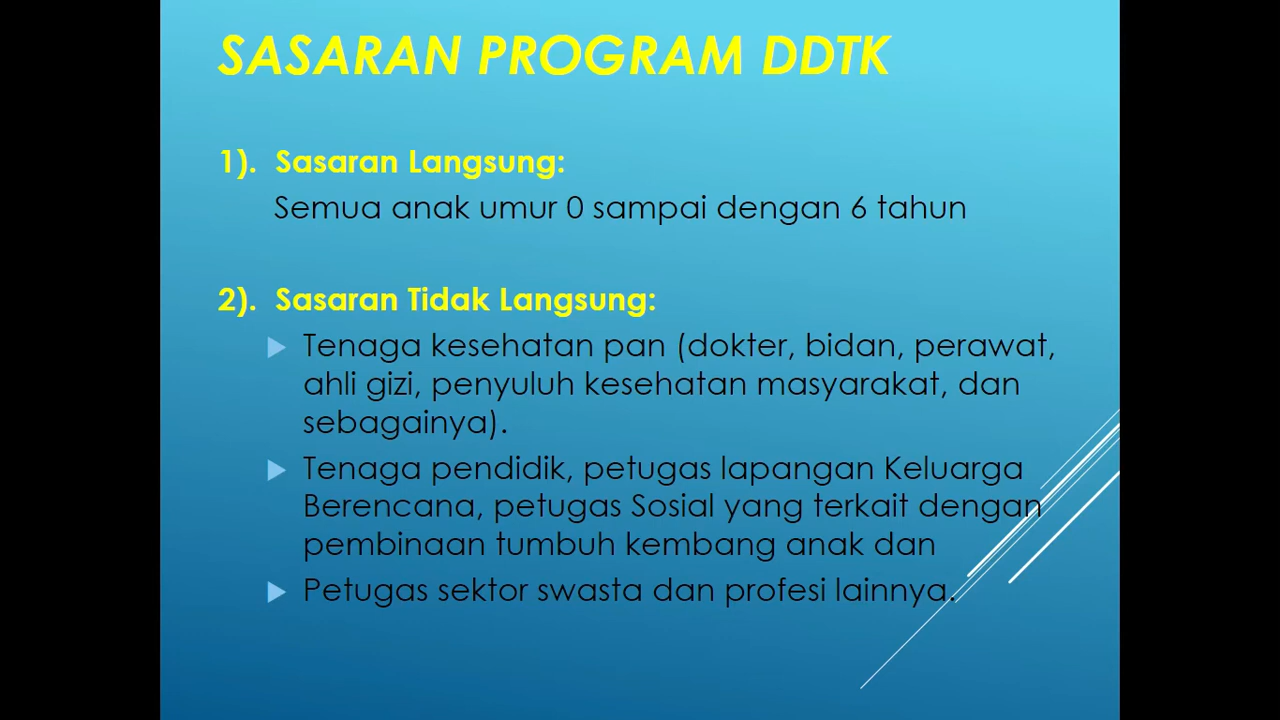 SASARAN PROGRAM DDTK
1). Sasaran Langsung:
Semua anak umur 0 sampai dengan 6 tahun
2). Sasaran Tidak Langsung:
Tenaga kesehatan pan (dokter, bidan, perawat,
ahli gizi, penyuluh kesehatan masyarakat, dan
sebagainya).
Tenaga pendidik, petugas lapangan Keluarga
Berencana, petugas Sosial yang terkait dengan
pembinaan tumbuh kembang anak dan
Petugas sektor swasta dan profesi lainnya.